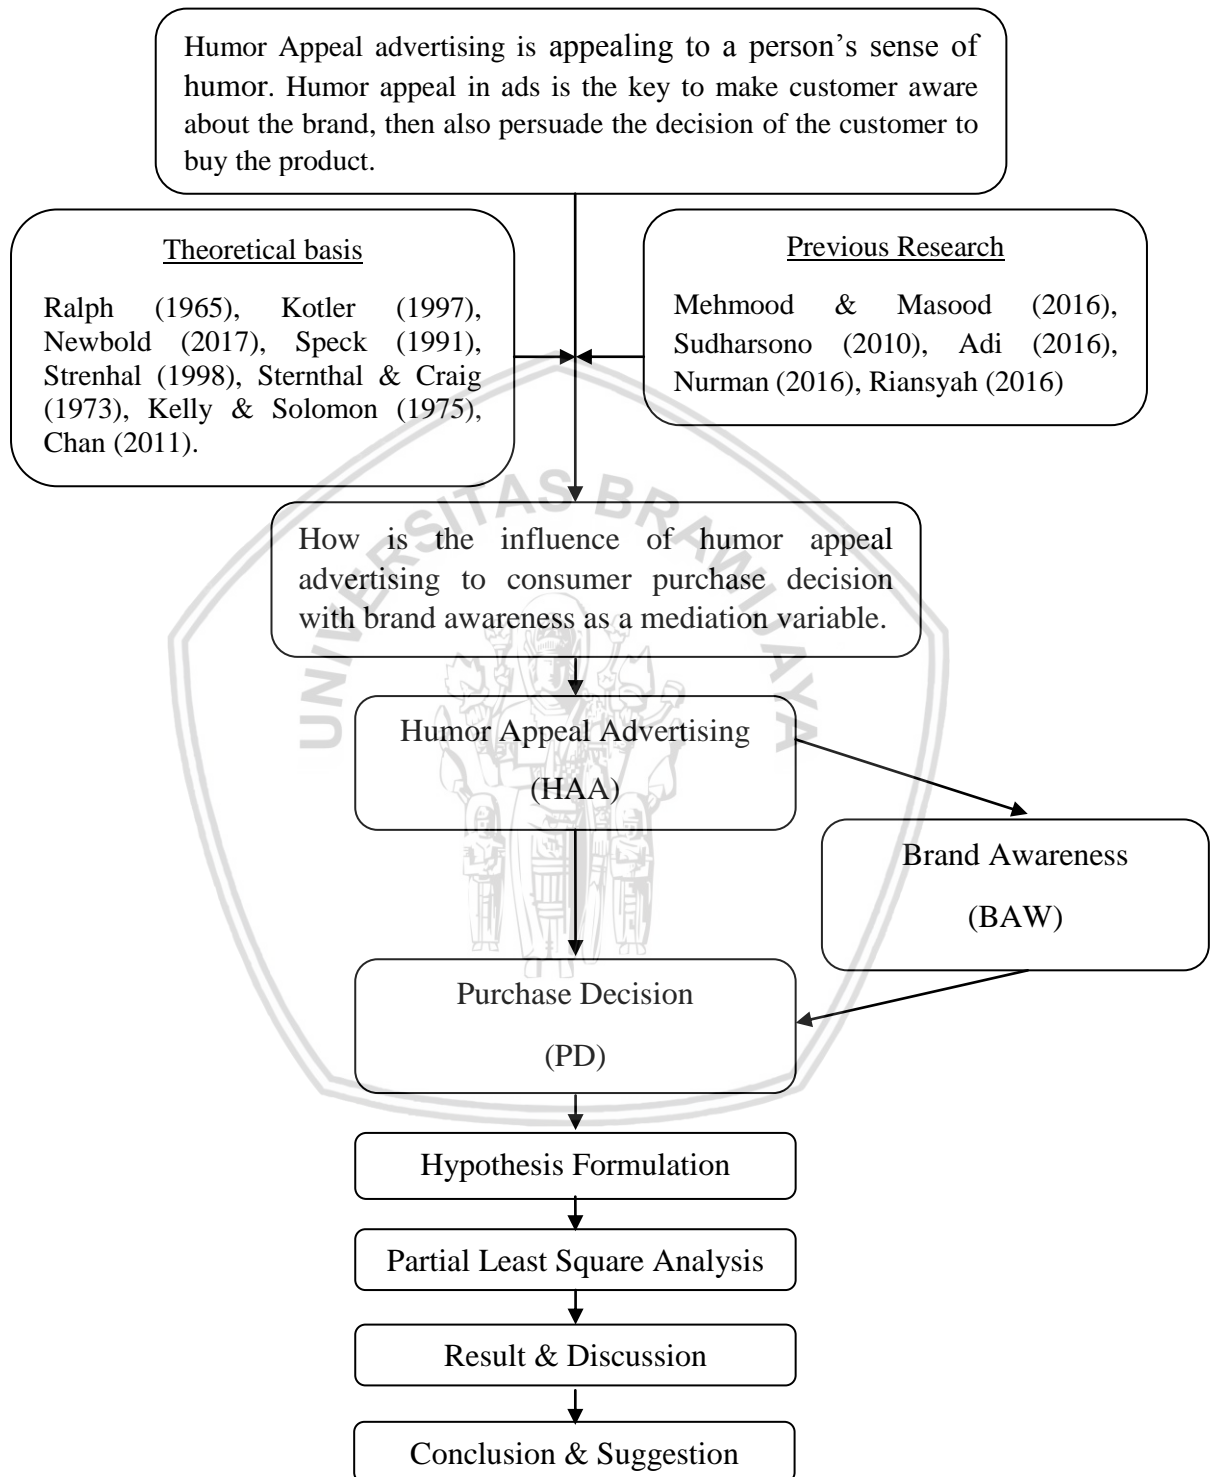 Humor Appeal advertising is appealing to a person's sense of
humor. Humor appeal in ads is the key to make customer aware
about the brand, then also persuade the decision of the customer to
buy the product.
Theoretical basis
Ralph (1965), Kotler (1997),
Newbold (2017), Speck (1991),
Strenhal (1998), Sternthal & Craig
(1973), Kelly & Solomon (1975),
Chan (2011).
Previous Research
Mehmood & Masood (2016),
Sudharsono (2010), Adi (2016),
Nurman (2016), Riansyah (2016)
UNIVERSITAS BRAWIJAYA
How is the influence of humor appeal
advertising to consumer purchase decision
with brand awareness as a mediation variable.
Humor Appeal Advertising
(HAA)
Brand Awareness
(BAW)
Purchase Decision
(PD)
Hypothesis Formulation
Partial Least Square Analysis
Result & Discussion
Conclusion & Suggestion